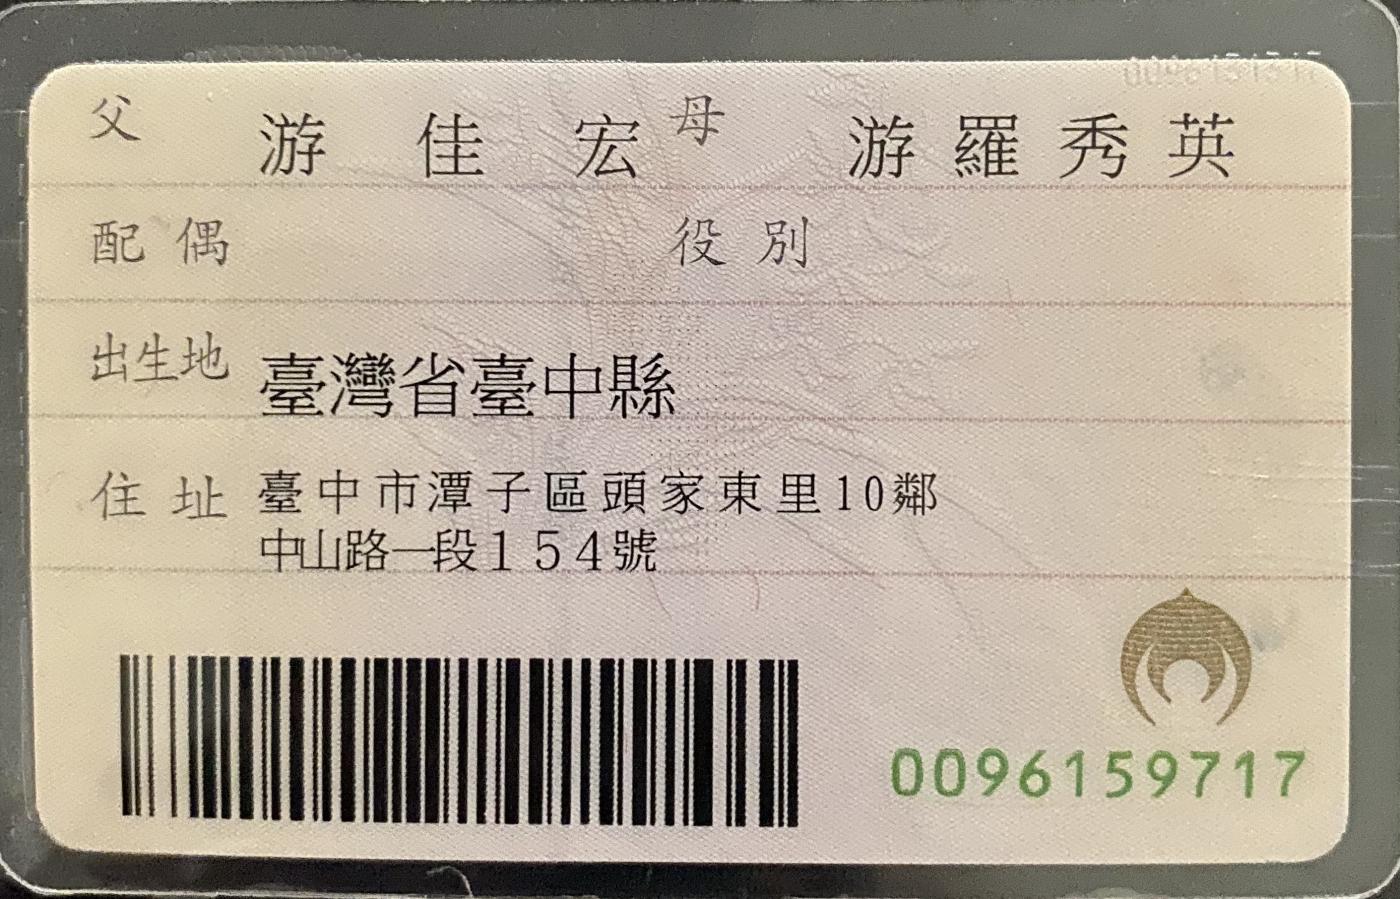 父 游佳宏 母 游羅秀英
配偶 役別
出生地 臺灣省臺中縣
住址 臺中市潭子區頭家東里10鄰
中山路一段154號
0096159717